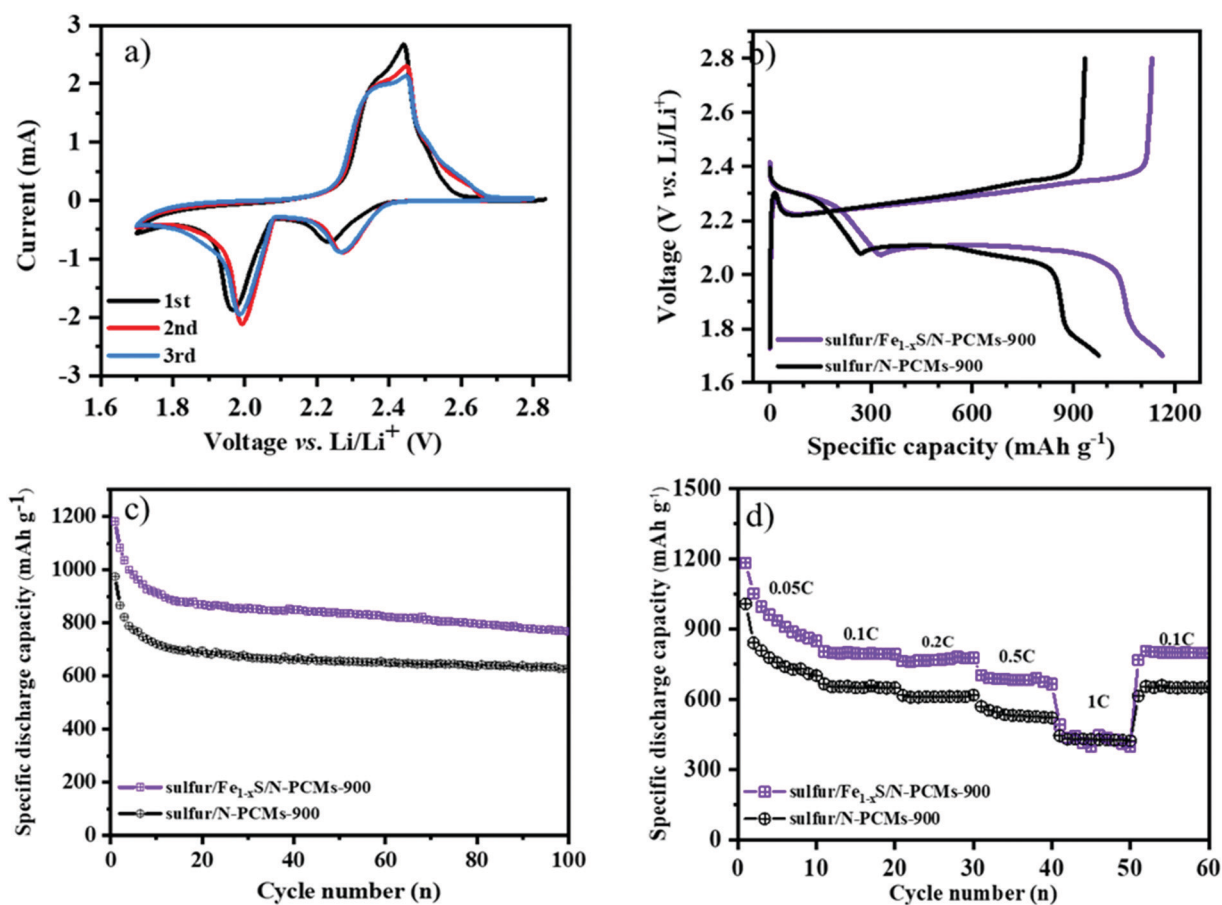 a)
3
2
1
0
-1
-2
-3
Current (mA)
1st
2nd
3rd
1.6
2.0
2.2
2.4
2.6
2.8
Voltage vs. Li/Li⁺ (V)
b)
2.8
2.6
2.4
2.2
2.0
1.8
1.6
Voltage (V vs. Li/Li⁺)
sulfur/Fe₁₋ₓS/N-PCMs-900
sulfur/N-PCMs-900
0
300
600
900
1200
Specific capacity (mAh g⁻¹)
c)
1200
1000
800
600
400
200
0
Specific discharge capacity (mAh g⁻¹)
sulfur/Fe₁₋ₓS/N-PCMs-900
sulfur/N-PCMs-900
0
20
40
60
80
100
Cycle number (n)
d)
1500
1200
900
600
300
0
Specific discharge capacity (mAh g⁻¹)
0.05C
0.1C
0.2C
0.5C
1C
0.1C
sulfur/Fe₁₋ₓS/N-PCMs-900
sulfur/N-PCMs-900
0
10
20
30
40
50
60
Cycle number (n)